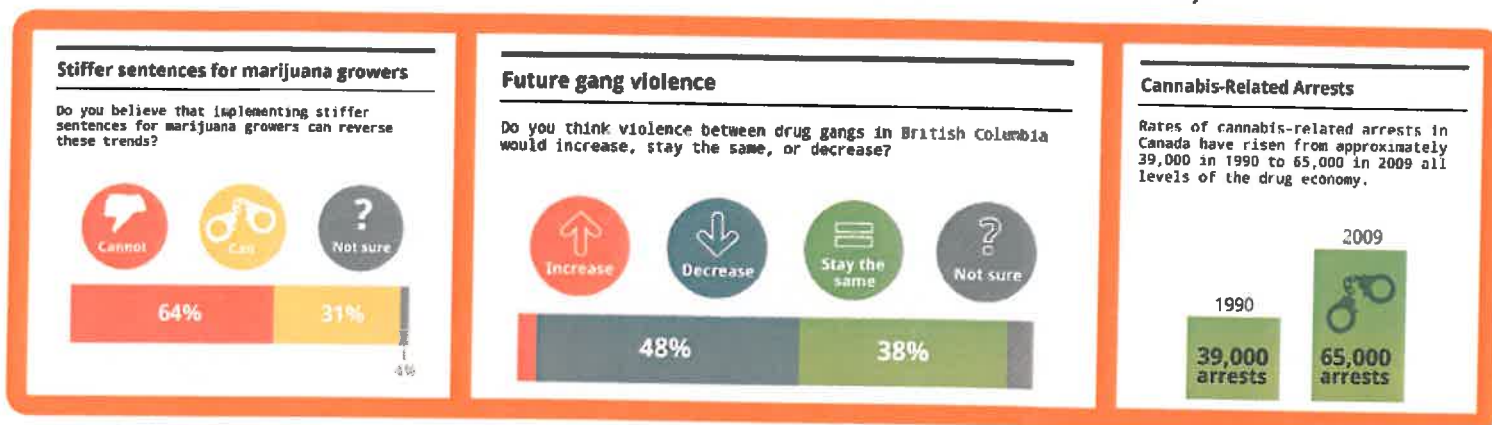 Stiffer sentences for marijuana growers
Do you believe that implementing stiffer
sentences for marijuana growers can reverse
these trends?
Cannot
Can
Not sure
64%
31%
4%
Future gang violence
Do you think violence between drug gangs in British Columbia
would increase, stay the same, or decrease?
Increase
Decrease
Stay the
same
?
Not sure
48%
38%
Cannabis-Related Arrests
Rates of cannabis-related arrests in
Canada have risen from approximately
39,000 in 1990 to 65,000 in 2009 all
levels of the drug economy.
1990
39,000
arrests
2009
65,000
arrests